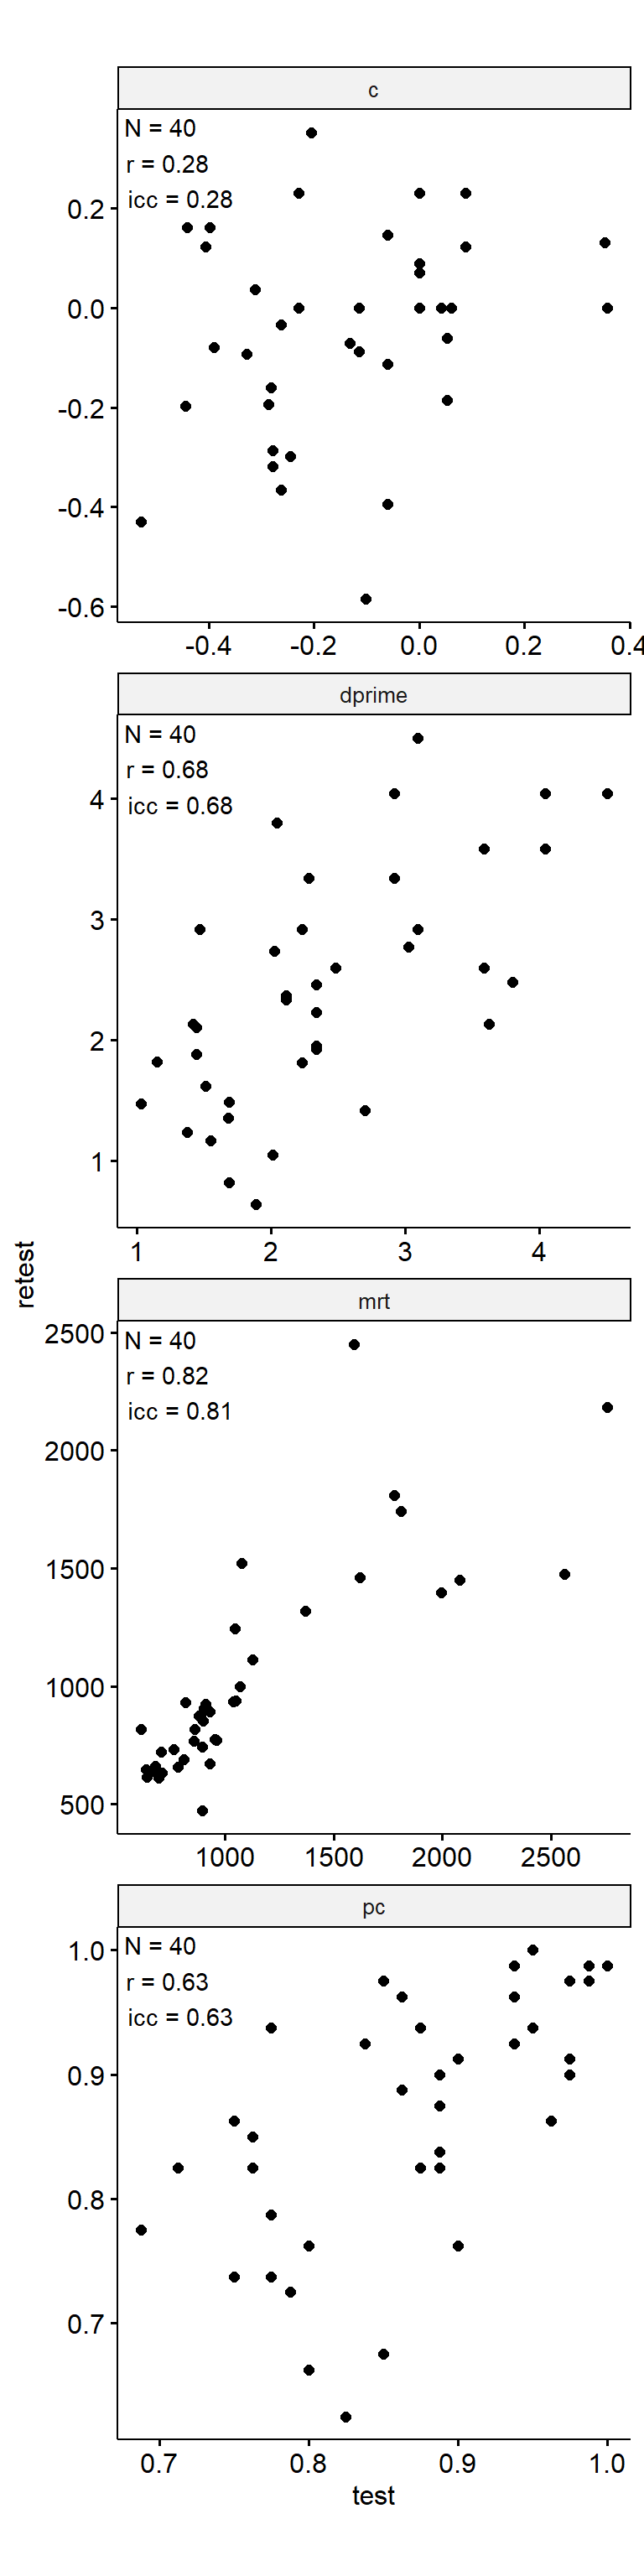 c
N = 40
r = 0.28
icc = 0.28
0.2
0.0
-0.2
-0.4
-0.6
-0.4 -0.2 0.0 0.2 0.4
dprime
N = 40
r = 0.68
icc = 0.68
4
3
2
1
1 2 3 4
retest
mrt
N = 40
r = 0.82
icc = 0.81
2500
2000
1500
1000
500
1000 1500 2000 2500
pc
N = 40
r = 0.63
icc = 0.63
1.0
0.9
0.8
0.7
0.7 0.8 0.9 1.0
test